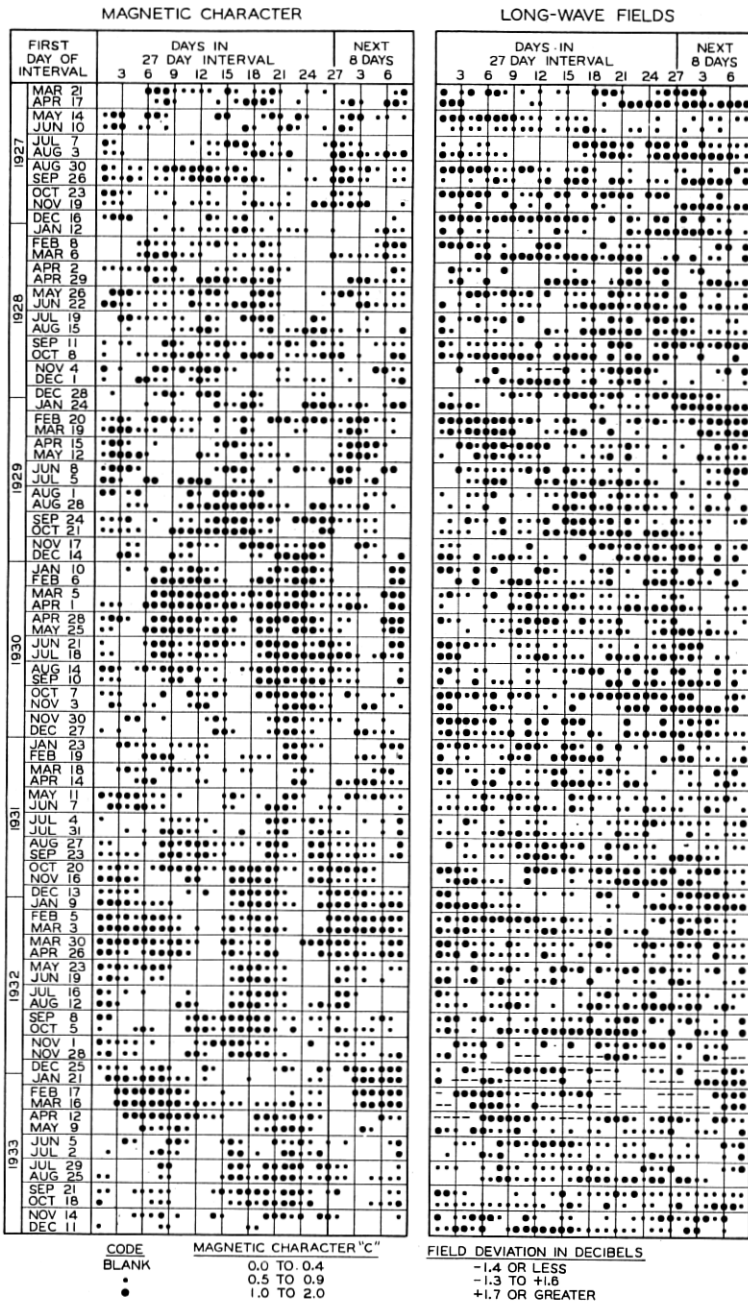 MAGNETIC CHARACTER
LONG-WAVE FIELDS
FIRST
DAY OF
INTERVAL
DAYS IN
27 DAY INTERVAL
3 6 9 12 15 18 21 24 27
NEXT
8 DAYS
3 6
DAYS IN
27 DAY INTERVAL
3 6 9 12 15 18 21 24 27
NEXT
8 DAYS
3 6
1927
MAR 21
APR 17
MAY 14
JUN 10
JUL 7
AUG 3
AUG 30
SEP 26
OCT 23
NOV 19
DEC 16
1928
JAN 12
FEB 8
MAR 6
APR 2
APR 29
MAY 26
JUN 22
JUL 19
AUG 15
SEP 11
OCT 8
NOV 4
DEC 1
DEC 28
1929
JAN 24
FEB 20
MAR 19
APR 15
MAY 12
JUN 8
JUL 5
AUG 1
AUG 28
SEP 24
OCT 21
NOV 17
DEC 14
1930
JAN 10
FEB 6
MAR 5
APR 1
APR 28
MAY 25
JUN 21
JUL 18
AUG 14
SEP 10
OCT 7
NOV 3
NOV 30
DEC 27
1931
JAN 23
FEB 19
MAR 18
APR 14
MAY 11
JUN 7
JUL 4
JUL 31
AUG 27
SEP 23
OCT 20
NOV 16
DEC 13
1932
JAN 9
FEB 5
MAR 3
MAR 30
APR 26
MAY 23
JUN 19
JUL 16
AUG 12
SEP 8
OCT 5
NOV 1
NOV 28
DEC 25
1933
JAN 21
FEB 17
MAR 16
APR 12
MAY 9
JUN 5
JUL 2
JUL 29
AUG 25
SEP 21
OCT 18
NOV 14
DEC 11
CODE
BLANK
MAGNETIC CHARACTER "C"
0.0 TO 0.4
0.5 TO 0.9
1.0 TO 2.0
FIELD DEVIATION IN DECIBELS
-1.4 OR LESS
-1.3 TO +1.6
+1.7 OR GREATER